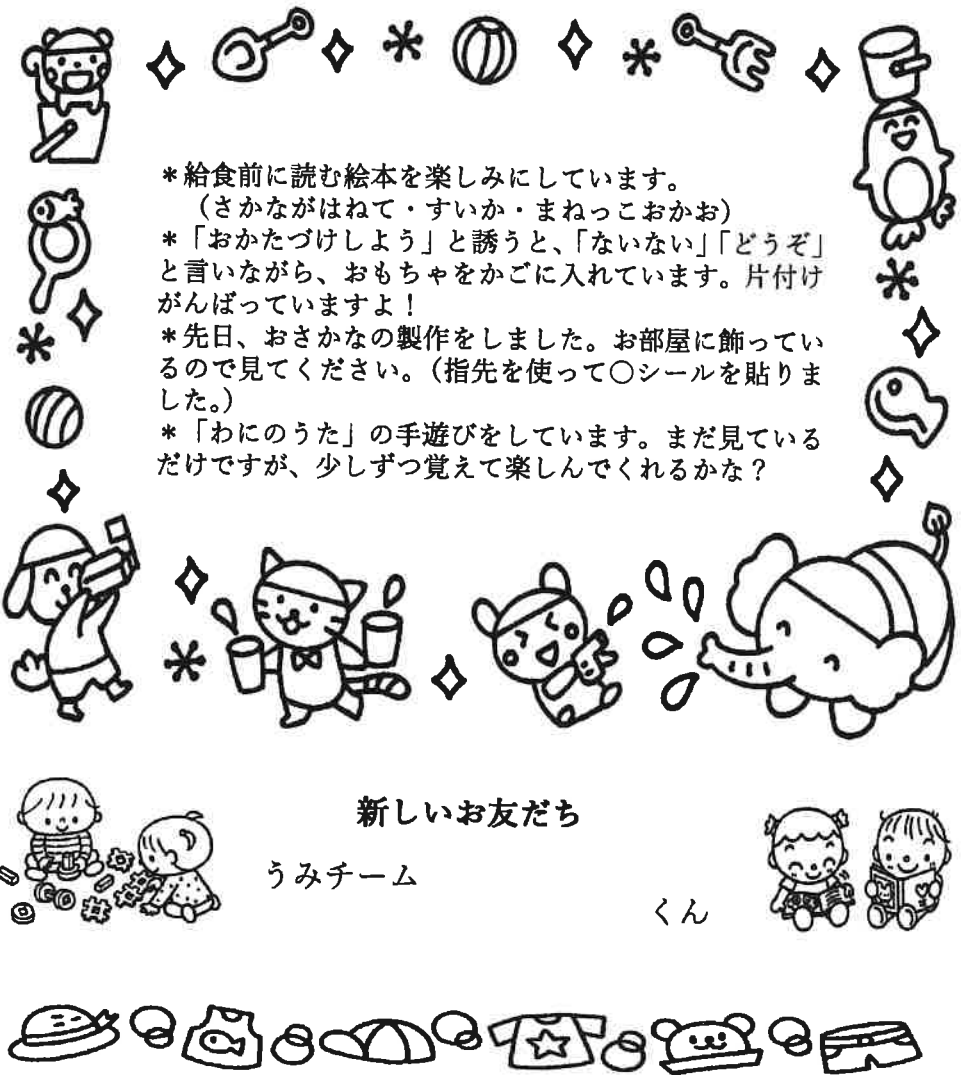 ＊給食前に読む絵本を楽しみにしています。
（さかながはねて・すいか・まねっこおかお）
＊「おかたづけしよう」と誘うと、「ないない」「どうぞ」
と言いながら、おもちゃをかごに入れています。片付け
がんばっていますよ！
＊先日、おさかなの製作をしました。お部屋に飾ってい
るので見てください。（指先を使って○シールを貼りま
した。）
＊「わにのうた」の手遊びをしています。まだ見ている
だけですが、少しずつ覚えて楽しんでくれるかな？
新しいお友だち
うみチーム
くん